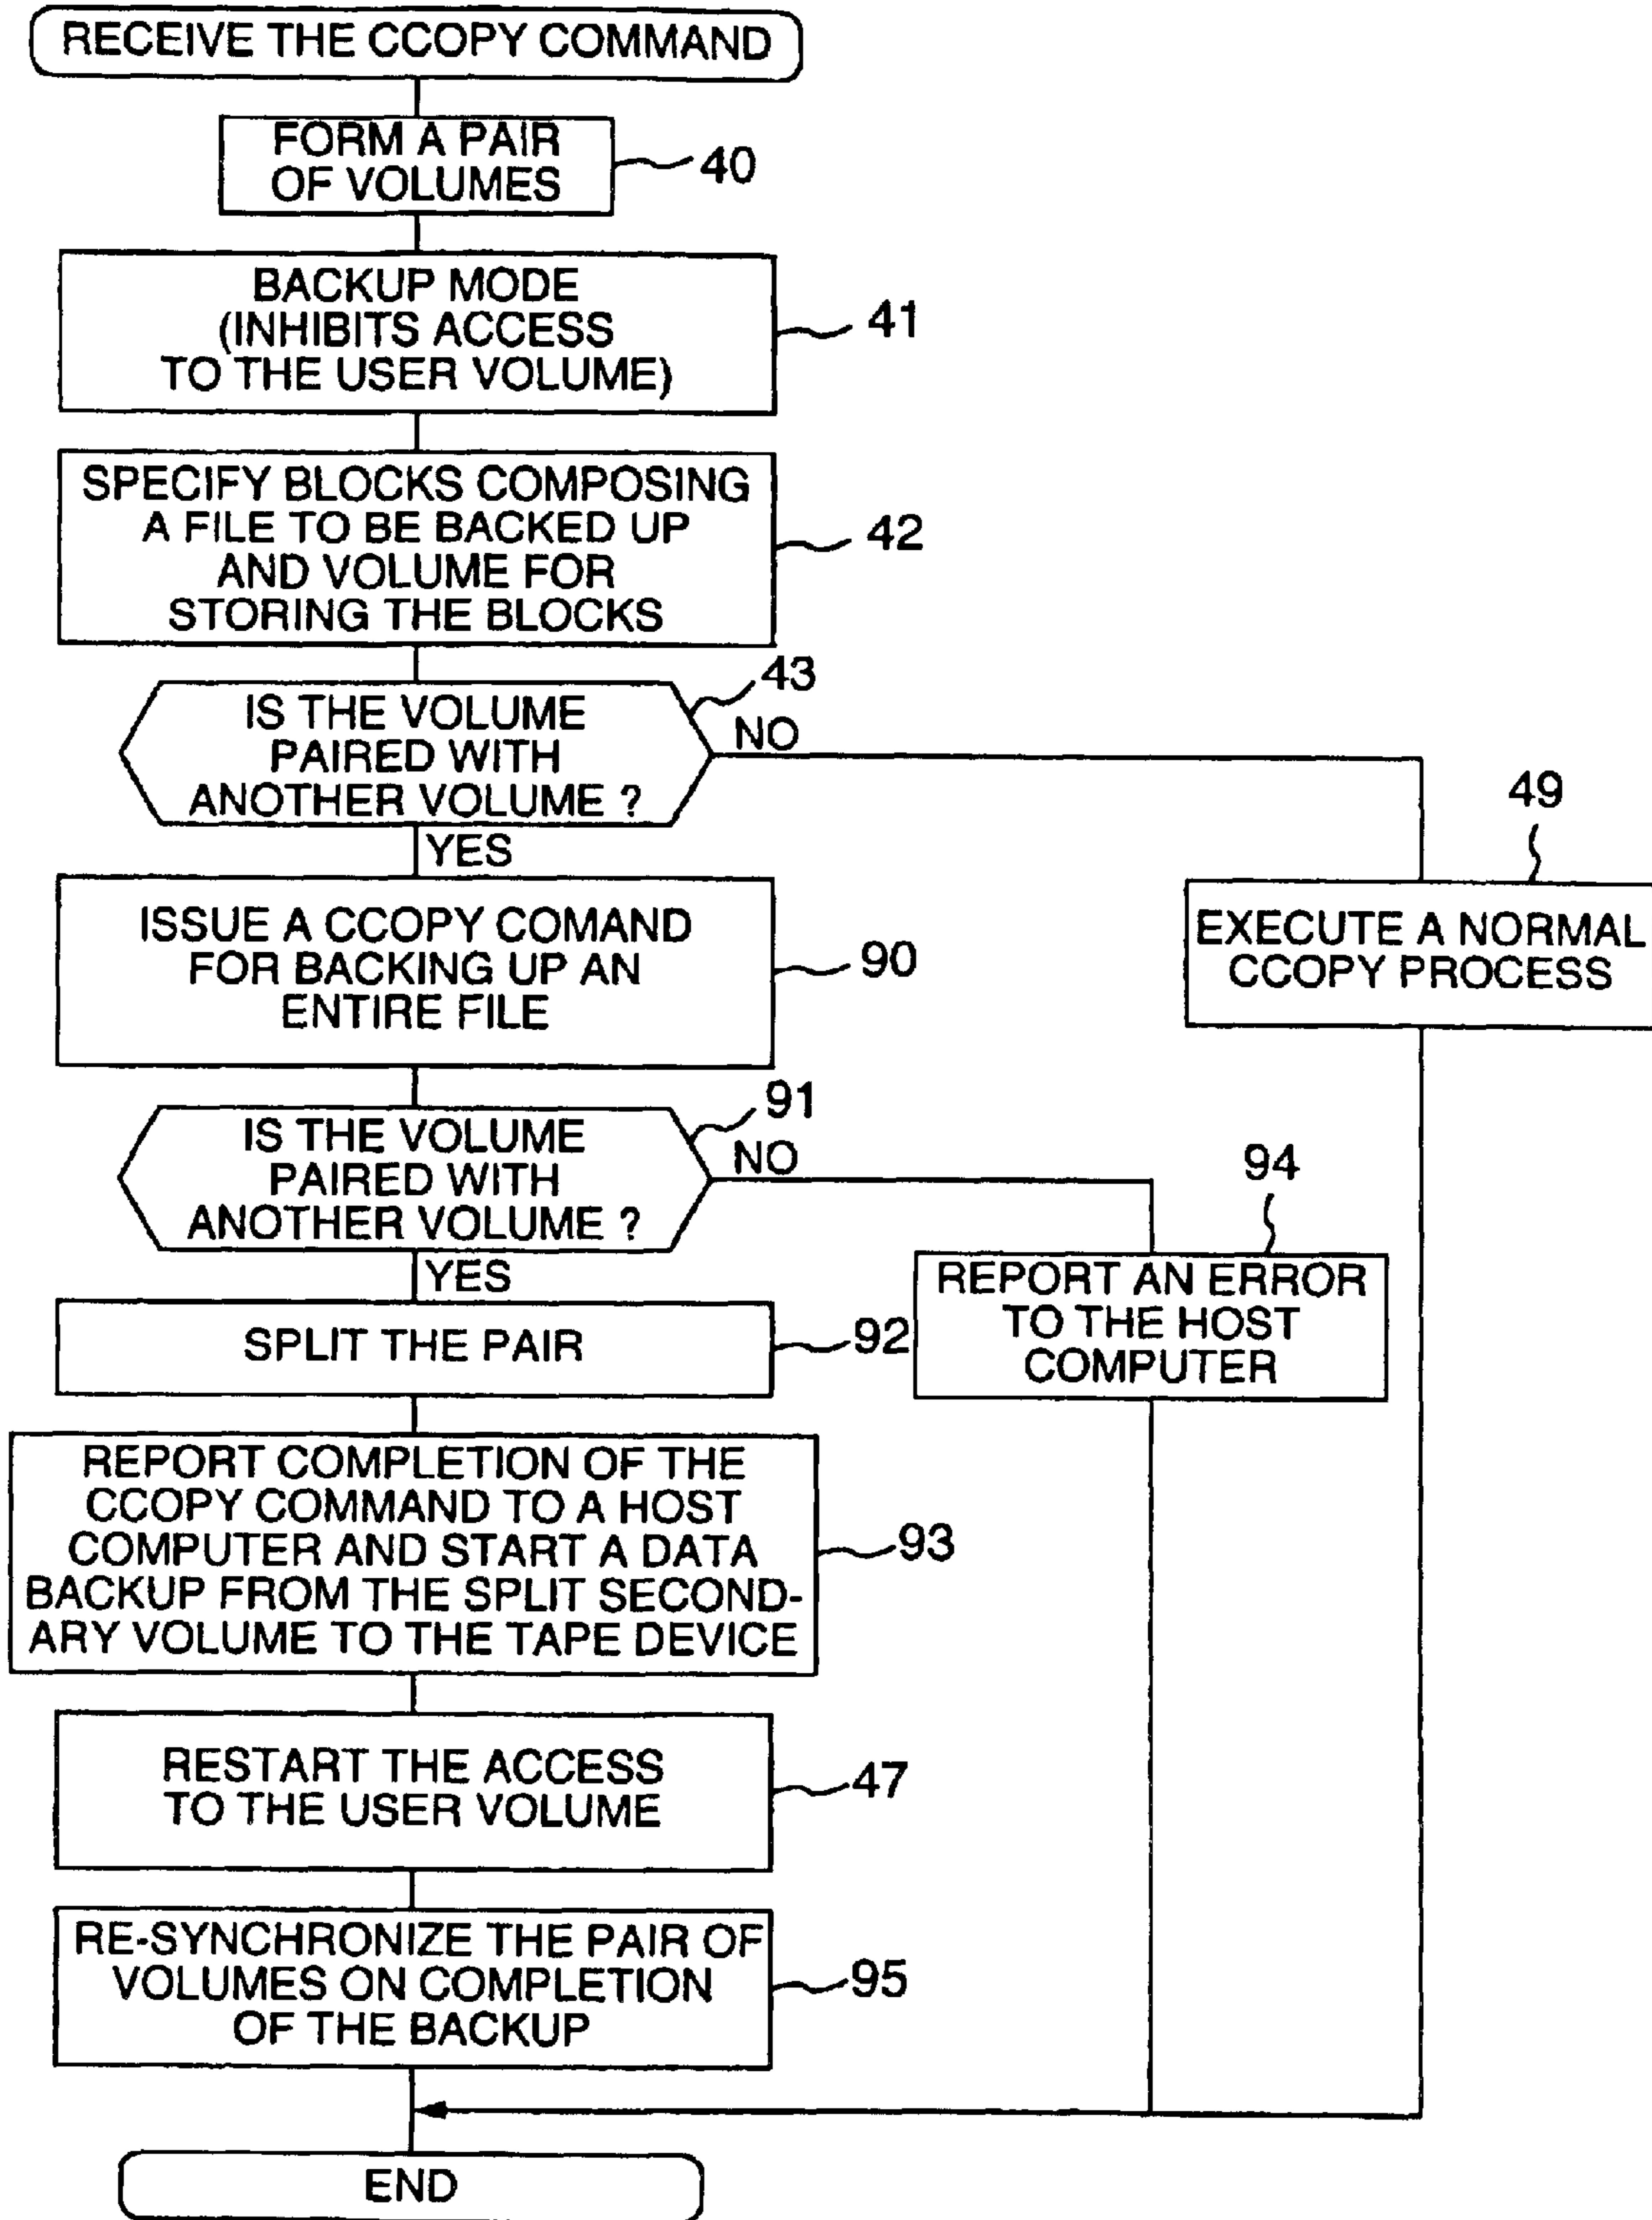 RECEIVE THE CCOPY COMMAND
FORM A PAIR
OF VOLUMES
40
BACKUP MODE
(INHIBITS ACCESS
TO THE USER VOLUME)
41
SPECIFY BLOCKS COMPOSING
A FILE TO BE BACKED UP
AND VOLUME FOR
STORING THE BLOCKS
42
43
IS THE VOLUME
PAIRED WITH
ANOTHER VOLUME ?
NO
YES
49
EXECUTE A NORMAL
CCOPY PROCESS
ISSUE A CCOPY COMAND
FOR BACKING UP AN
ENTIRE FILE
90
91
IS THE VOLUME
PAIRED WITH
ANOTHER VOLUME ?
NO
YES
94
REPORT AN ERROR
TO THE HOST
COMPUTER
SPLIT THE PAIR
92
REPORT COMPLETION OF THE
CCOPY COMMAND TO A HOST
COMPUTER AND START A DATA
BACKUP FROM THE SPLIT SECOND-
ARY VOLUME TO THE TAPE DEVICE
93
RESTART THE ACCESS
TO THE USER VOLUME
47
RE-SYNCHRONIZE THE PAIR OF
VOLUMES ON COMPLETION
OF THE BACKUP
95
END